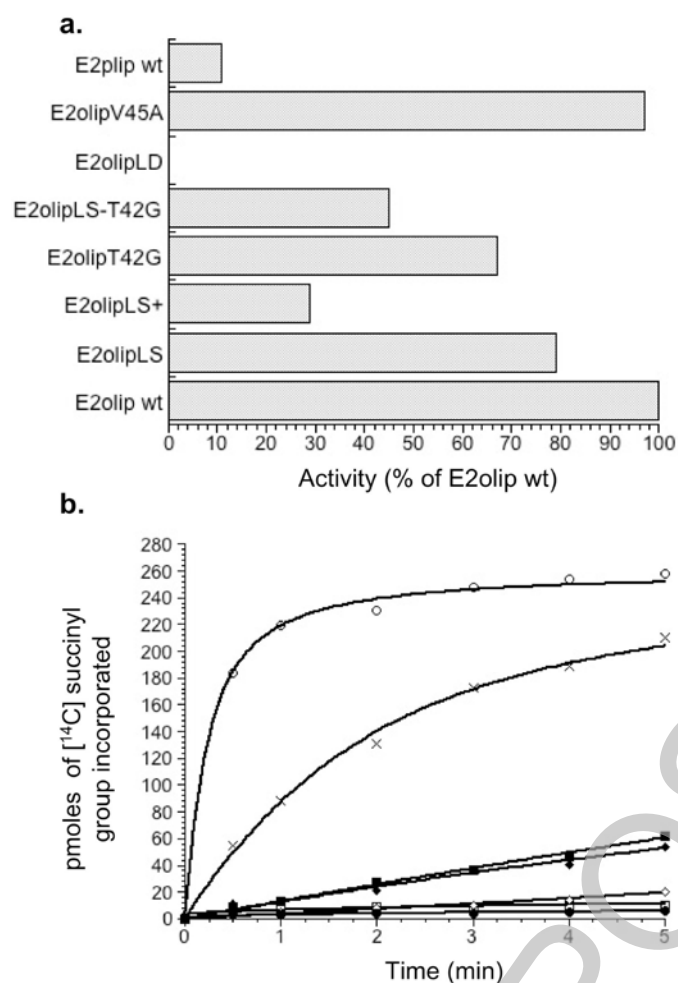 a.
E2plip wt
E2olipV45A
E2olipLD
E2olipLS-T42G
E2olipT42G
E2olipLS+
E2olipLS
E2olip wt
0 10 20 30 40 50 60 70 80 90 100
Activity (% of E2olip wt)
b.
280
260
240
220
200
180
160
140
120
100
80
60
40
20
0
pmoles of [¹⁴C] succinyl
group incorporated
0 1 2 3 4 5
Time (min)